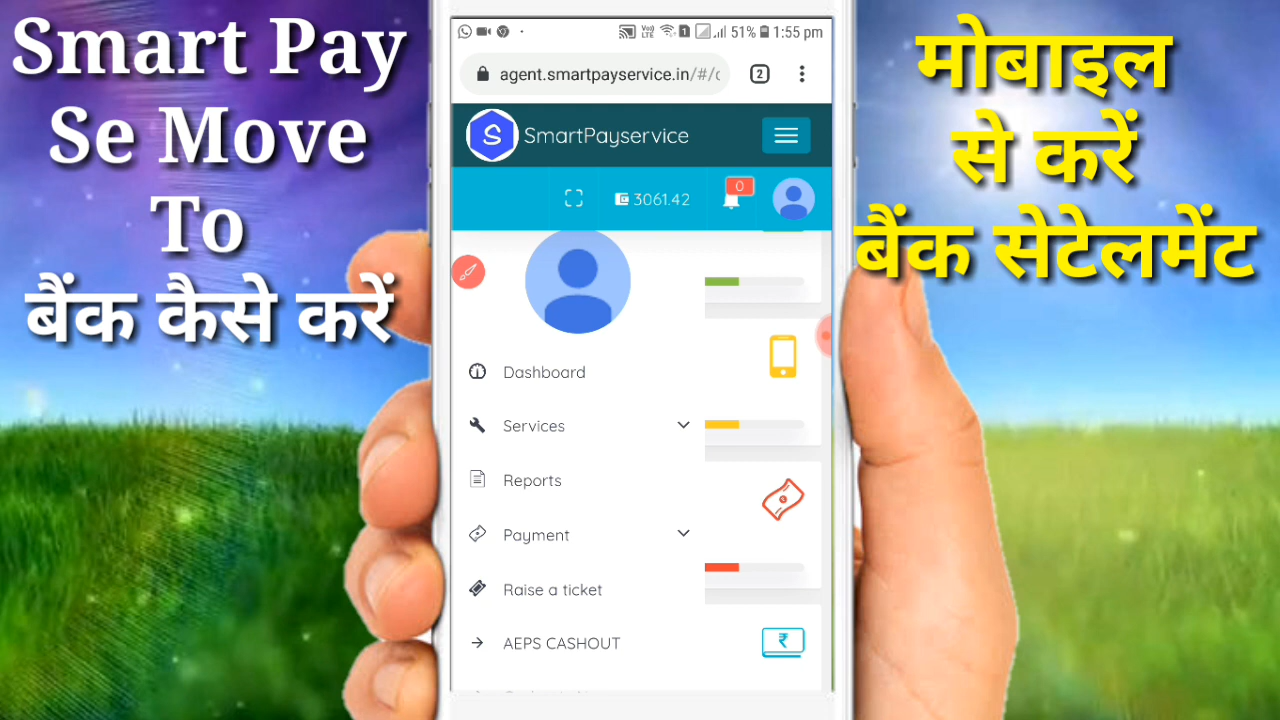 Smart Pay
Se Move
To
बैंक कैसे करें
51% 1:55 pm
agent.smartpayservice.in/#/
2
SmartPayservice
3061.42
0
Dashboard
Services
Reports
Payment
Raise a ticket
AEPS CASHOUT
मोबाइल
से करें
बैंक सेटेलमेंट